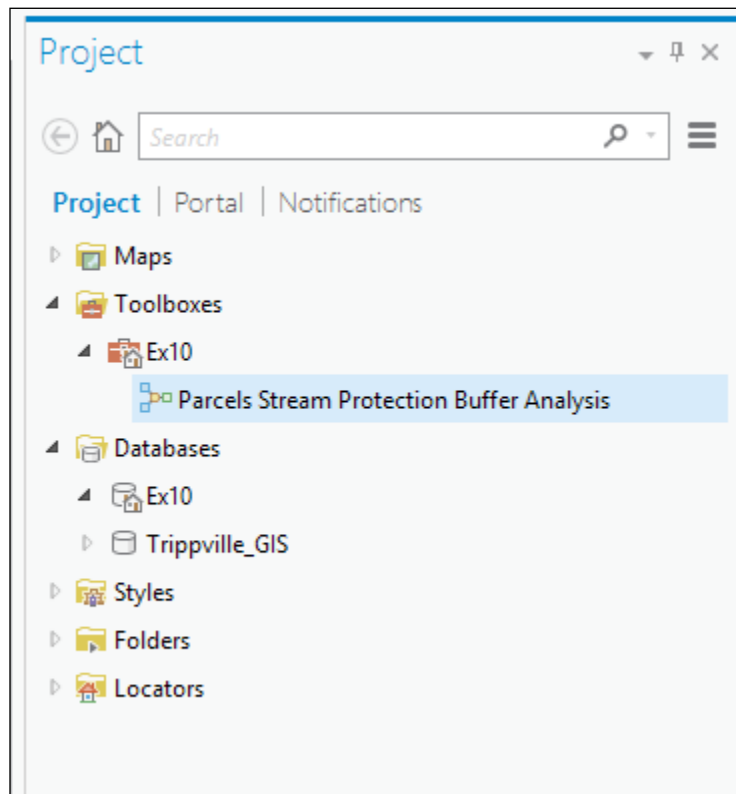 Project
Search
Project | Portal | Notifications
Maps
Toolboxes
Ex10
Parcels Stream Protection Buffer Analysis
Databases
Ex10
Trippville_GIS
Styles
Folders
Locators